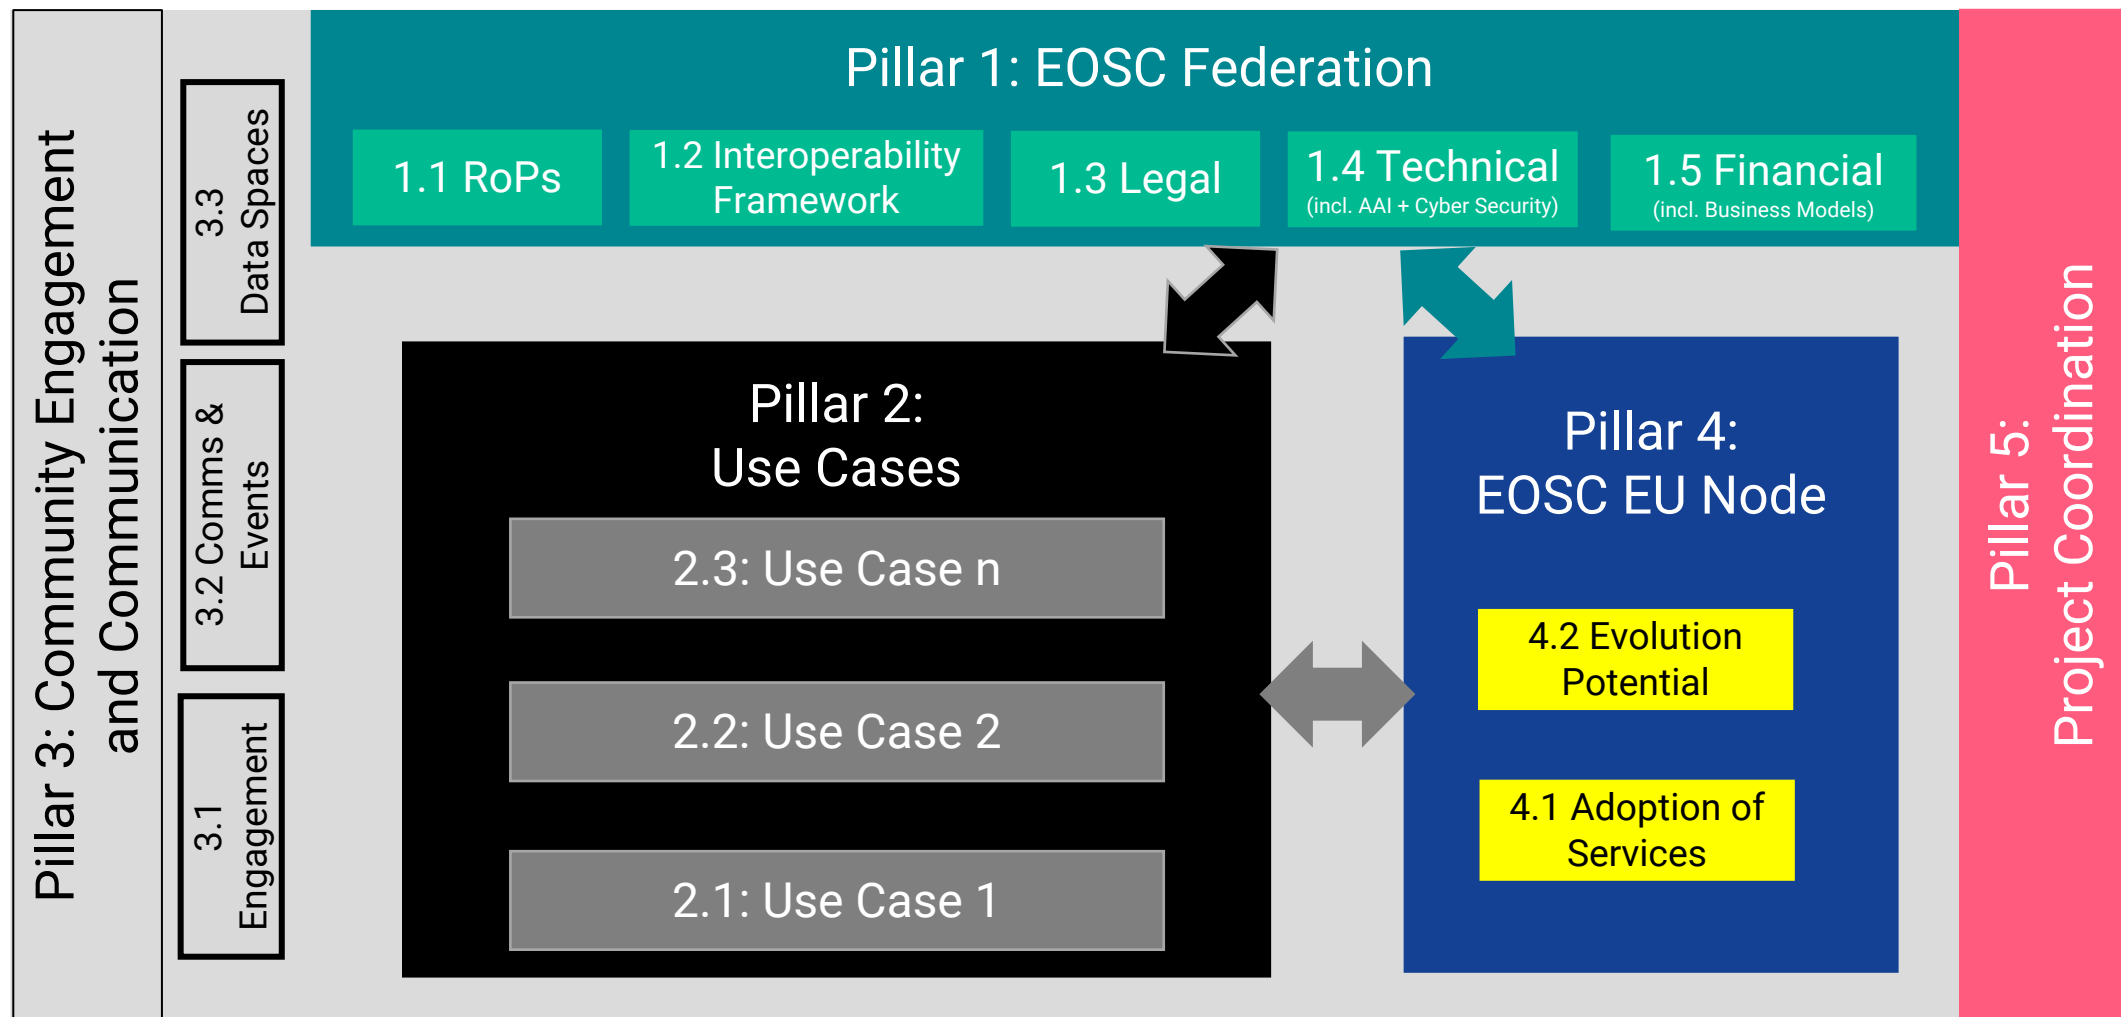 Pillar 3: Community Engagement
and Communication
3.3
Data Spaces
3.2 Comms &
Events
3.1
Engagement
Pillar 1: EOSC Federation
1.1 RoPs
1.2 Interoperability
Framework
1.3 Legal
1.4 Technical
(incl. AAI + Cyber Security)
1.5 Financial
(incl. Business Models)
Pillar 2:
Use Cases
2.3: Use Case n
2.2: Use Case 2
2.1: Use Case 1
Pillar 4:
EOSC EU Node
4.2 Evolution
Potential
4.1 Adoption of
Services
Pillar 5:
Project Coordination